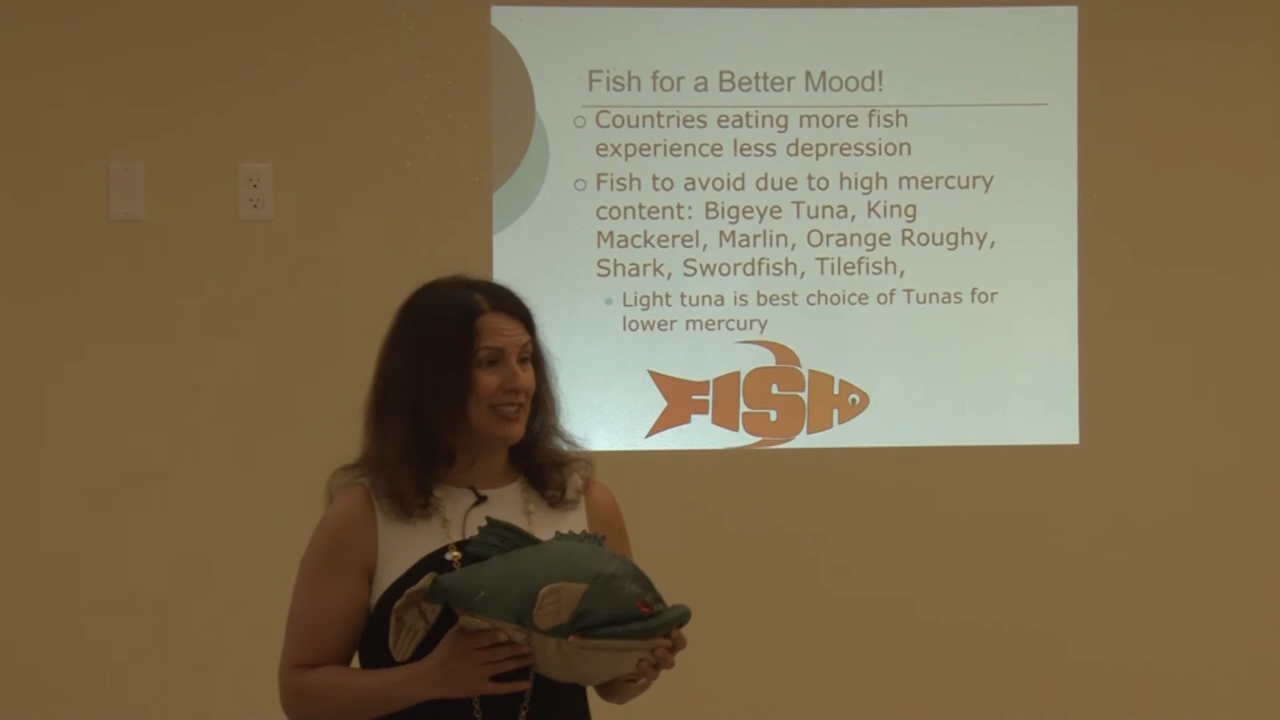 Fish for a Better Mood!
Countries eating more fish
experience less depression
Fish to avoid due to high mercury
content: Bigeye Tuna, King
Mackerel, Marlin, Orange Roughy,
Shark, Swordfish, Tilefish,
Light tuna is best choice of Tunas for
lower mercury
FISH